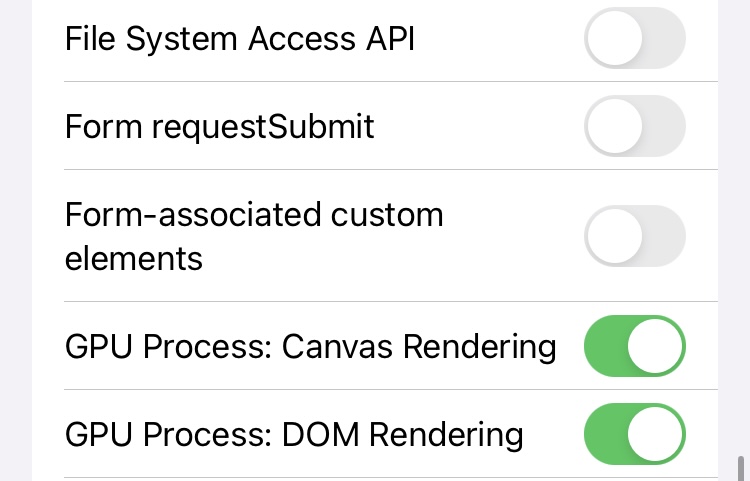 File System Access API
Form requestSubmit
Form-associated custom
elements
GPU Process: Canvas Rendering
GPU Process: DOM Rendering